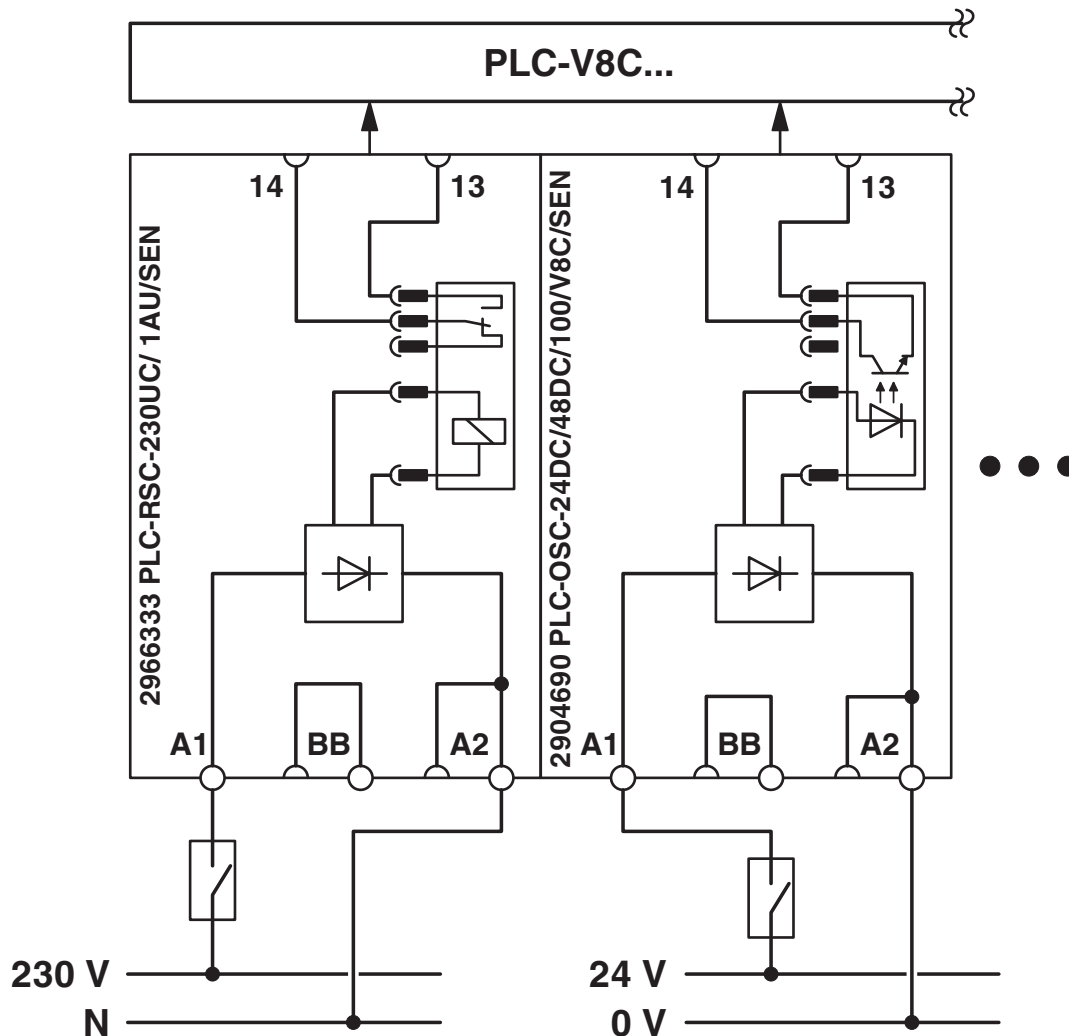 PLC-V8C...
14
13
14
13
2966333 PLC-RSC-230UC/ 1AU/SEN
2904690 PLC-OSC-24DC/48DC/100/V8C/SEN
A1
BB
A2
A1
BB
A2
230 V
24 V
N
0 V